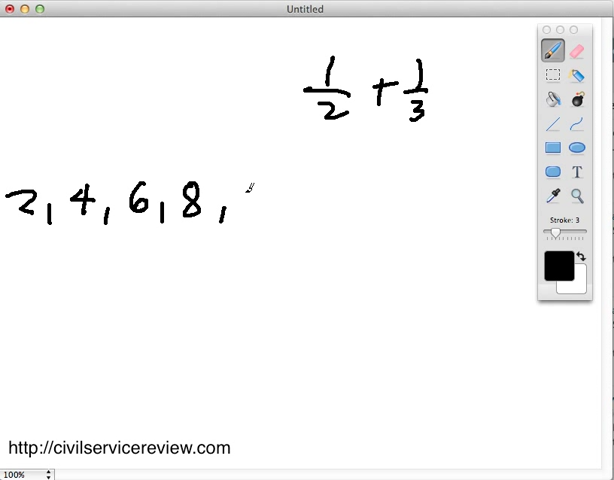 Untitled
1/2 + 1/3
2, 4, 6, 8,
T
Stroke: 3
http://civilservicereview.com
100%